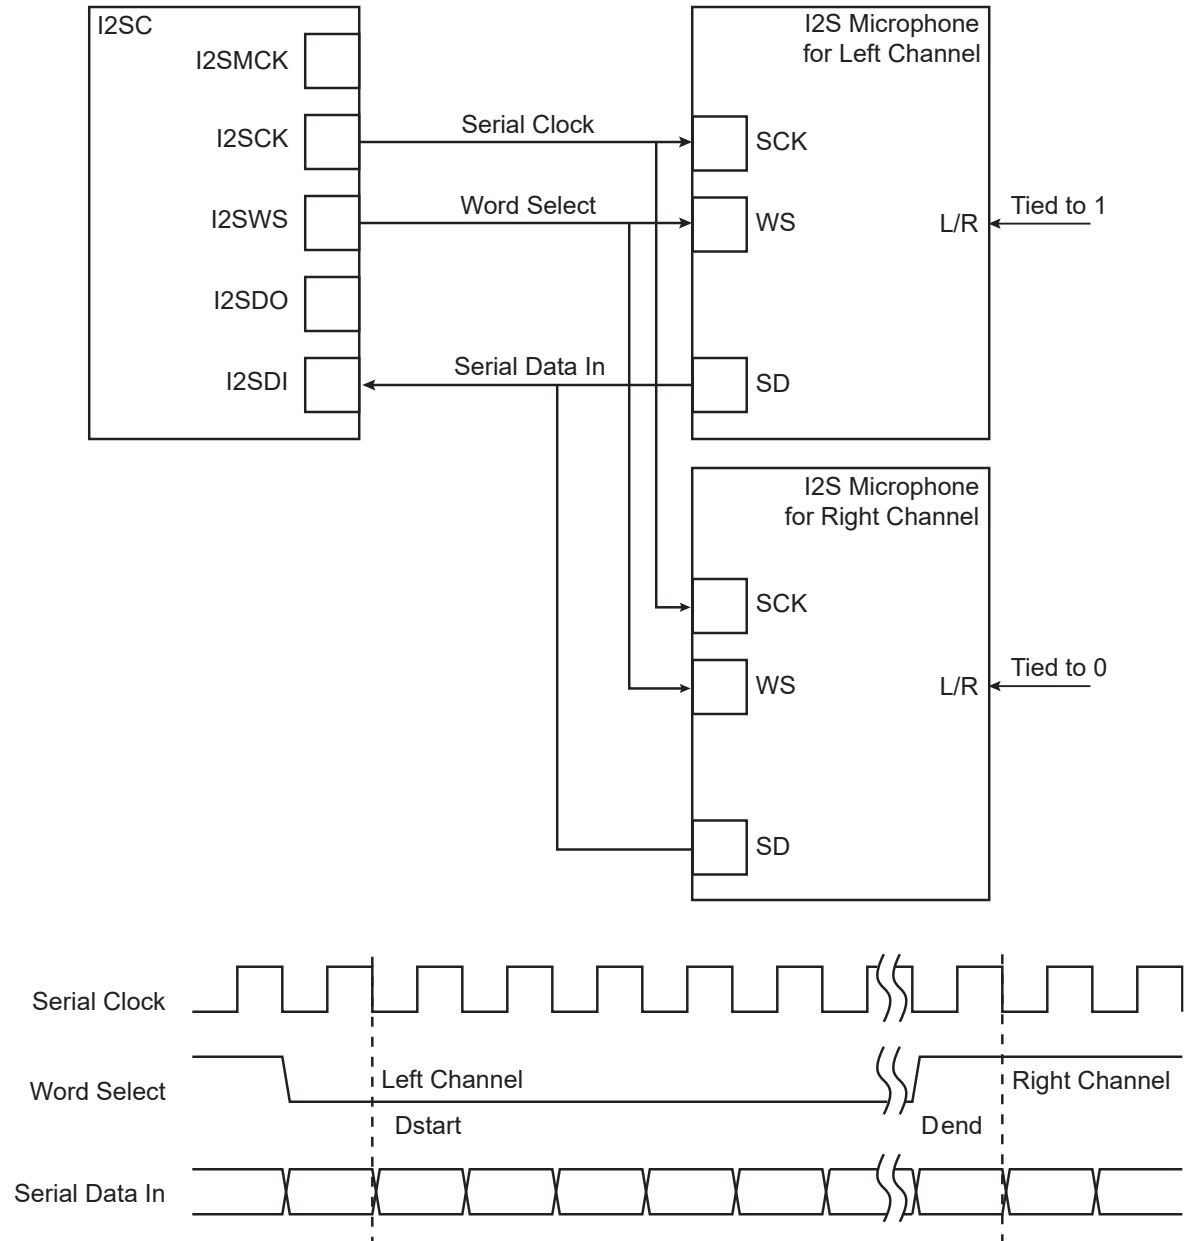 I2SC
I2SMCK
I2SCK
I2SWS
I2SDO
I2SDI
Serial Clock
Word Select
Serial Data In
I2S Microphone
for Left Channel
SCK
WS
SD
L/R
Tied to 1
I2S Microphone
for Right Channel
SCK
WS
SD
L/R
Tied to 0
Serial Clock
Word Select
Left Channel
Right Channel
Dstart
Dend
Serial Data In